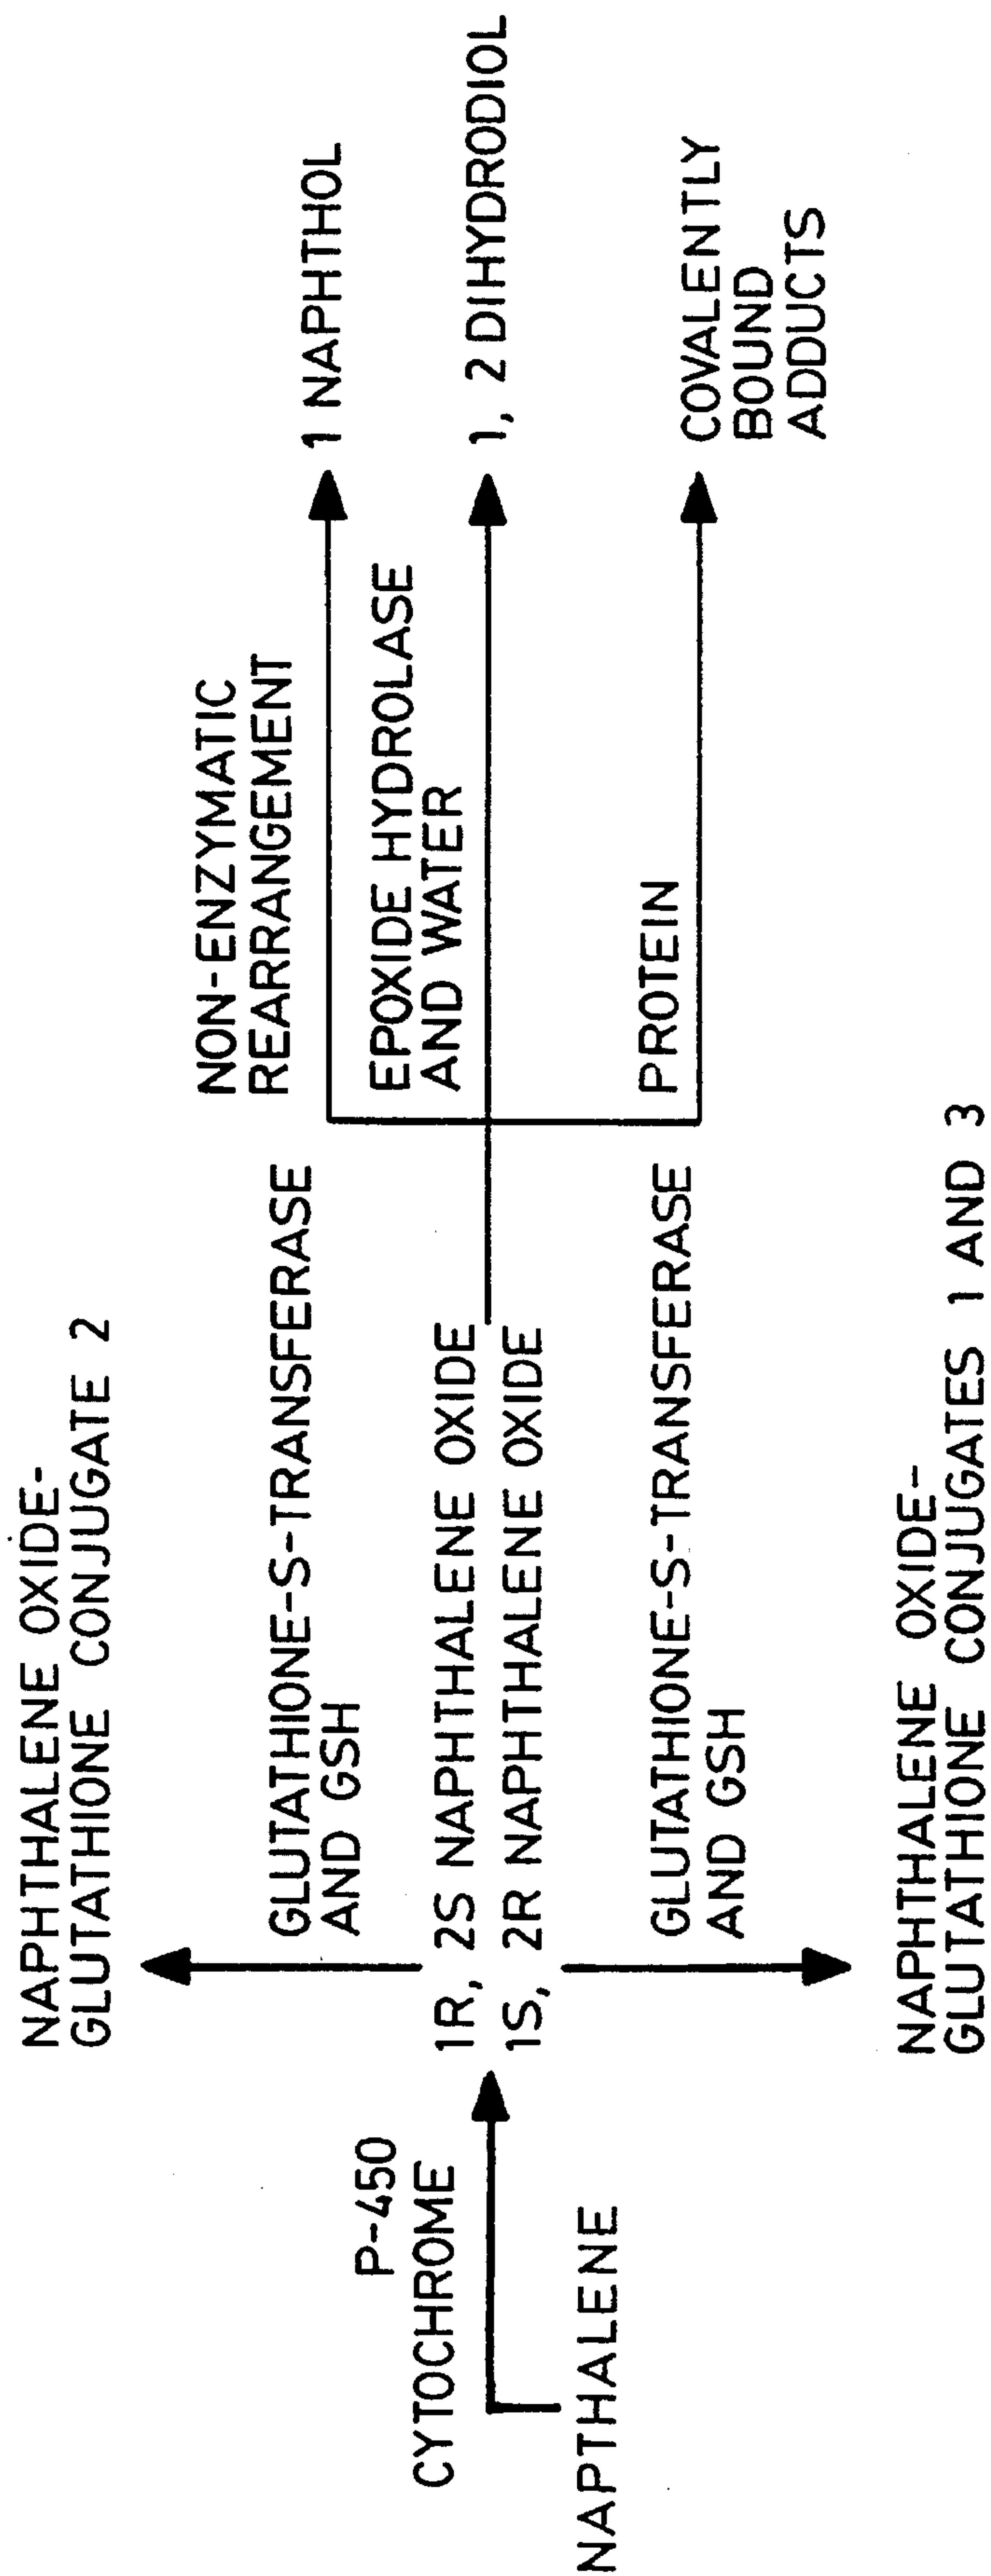 NAPHTHALENE OXIDE-
GLUTATHIONE CONJUGATE 2
GLUTATHIONE-S-TRANSFERASE
AND GSH
NON-ENZYMATIC
REARRANGEMENT
1 NAPHTHOL
P-450
CYTOCHROME
NAPTHALENE
1R, 2S NAPHTHALENE OXIDE
1S, 2R NAPHTHALENE OXIDE
EPOXIDE HYDROLASE
AND WATER
1, 2 DIHYDRODIOL
GLUTATHIONE-S-TRANSFERASE
AND GSH
PROTEIN
COVALENTLY
BOUND
ADDUCTS
NAPHTHALENE OXIDE-
GLUTATHIONE CONJUGATES 1 AND 3